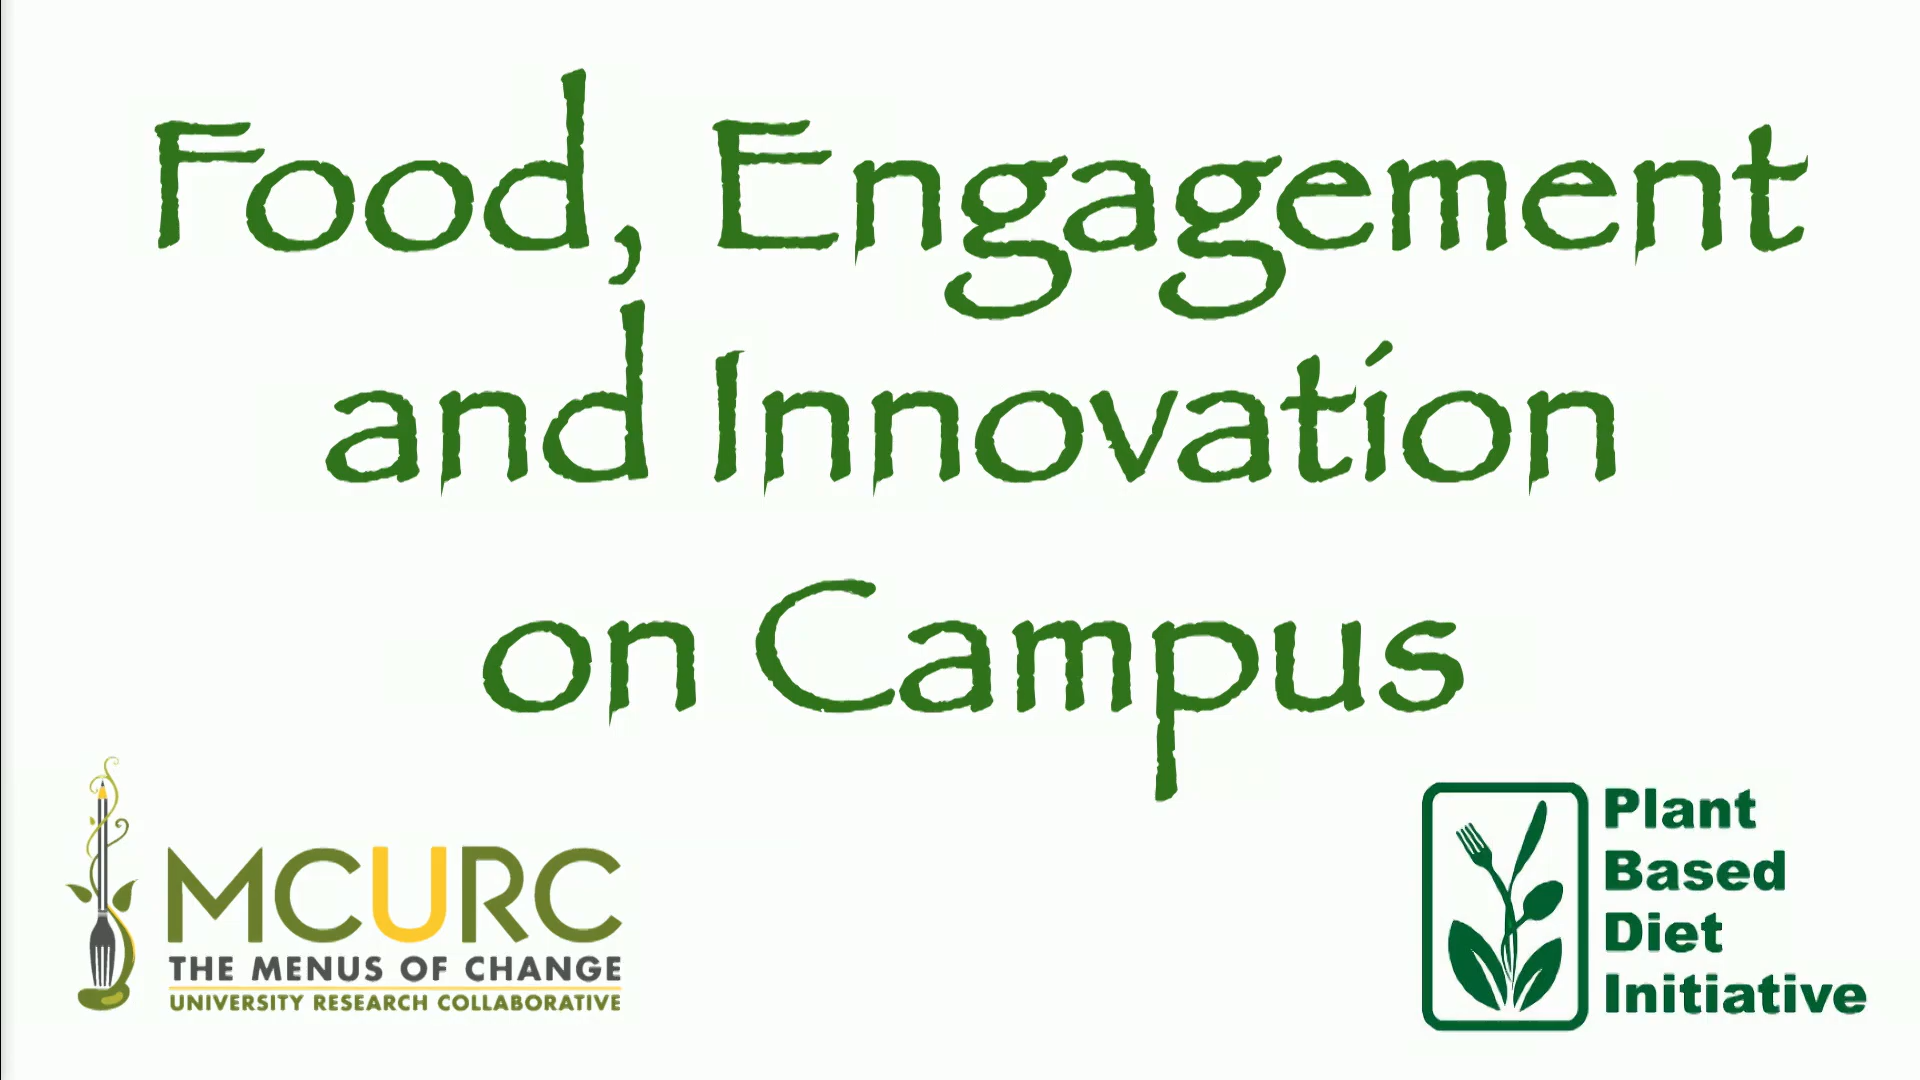 Food, Engagement
and Innovation
on Campus
MCURC
THE MENUS OF CHANGE
UNIVERSITY RESEARCH COLLABORATIVE
Plant
Based
Diet
Initiative